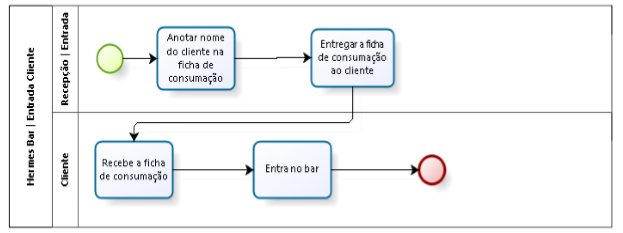 Hermes Bar | Entada Cliente
Recepção | Entrada
Anotar nome
do cliente na
ficha de
consumação
Entregar a ficha
de consumação
ao cliente
Cliente
Recebe a ficha
de consumação
Entra no bar